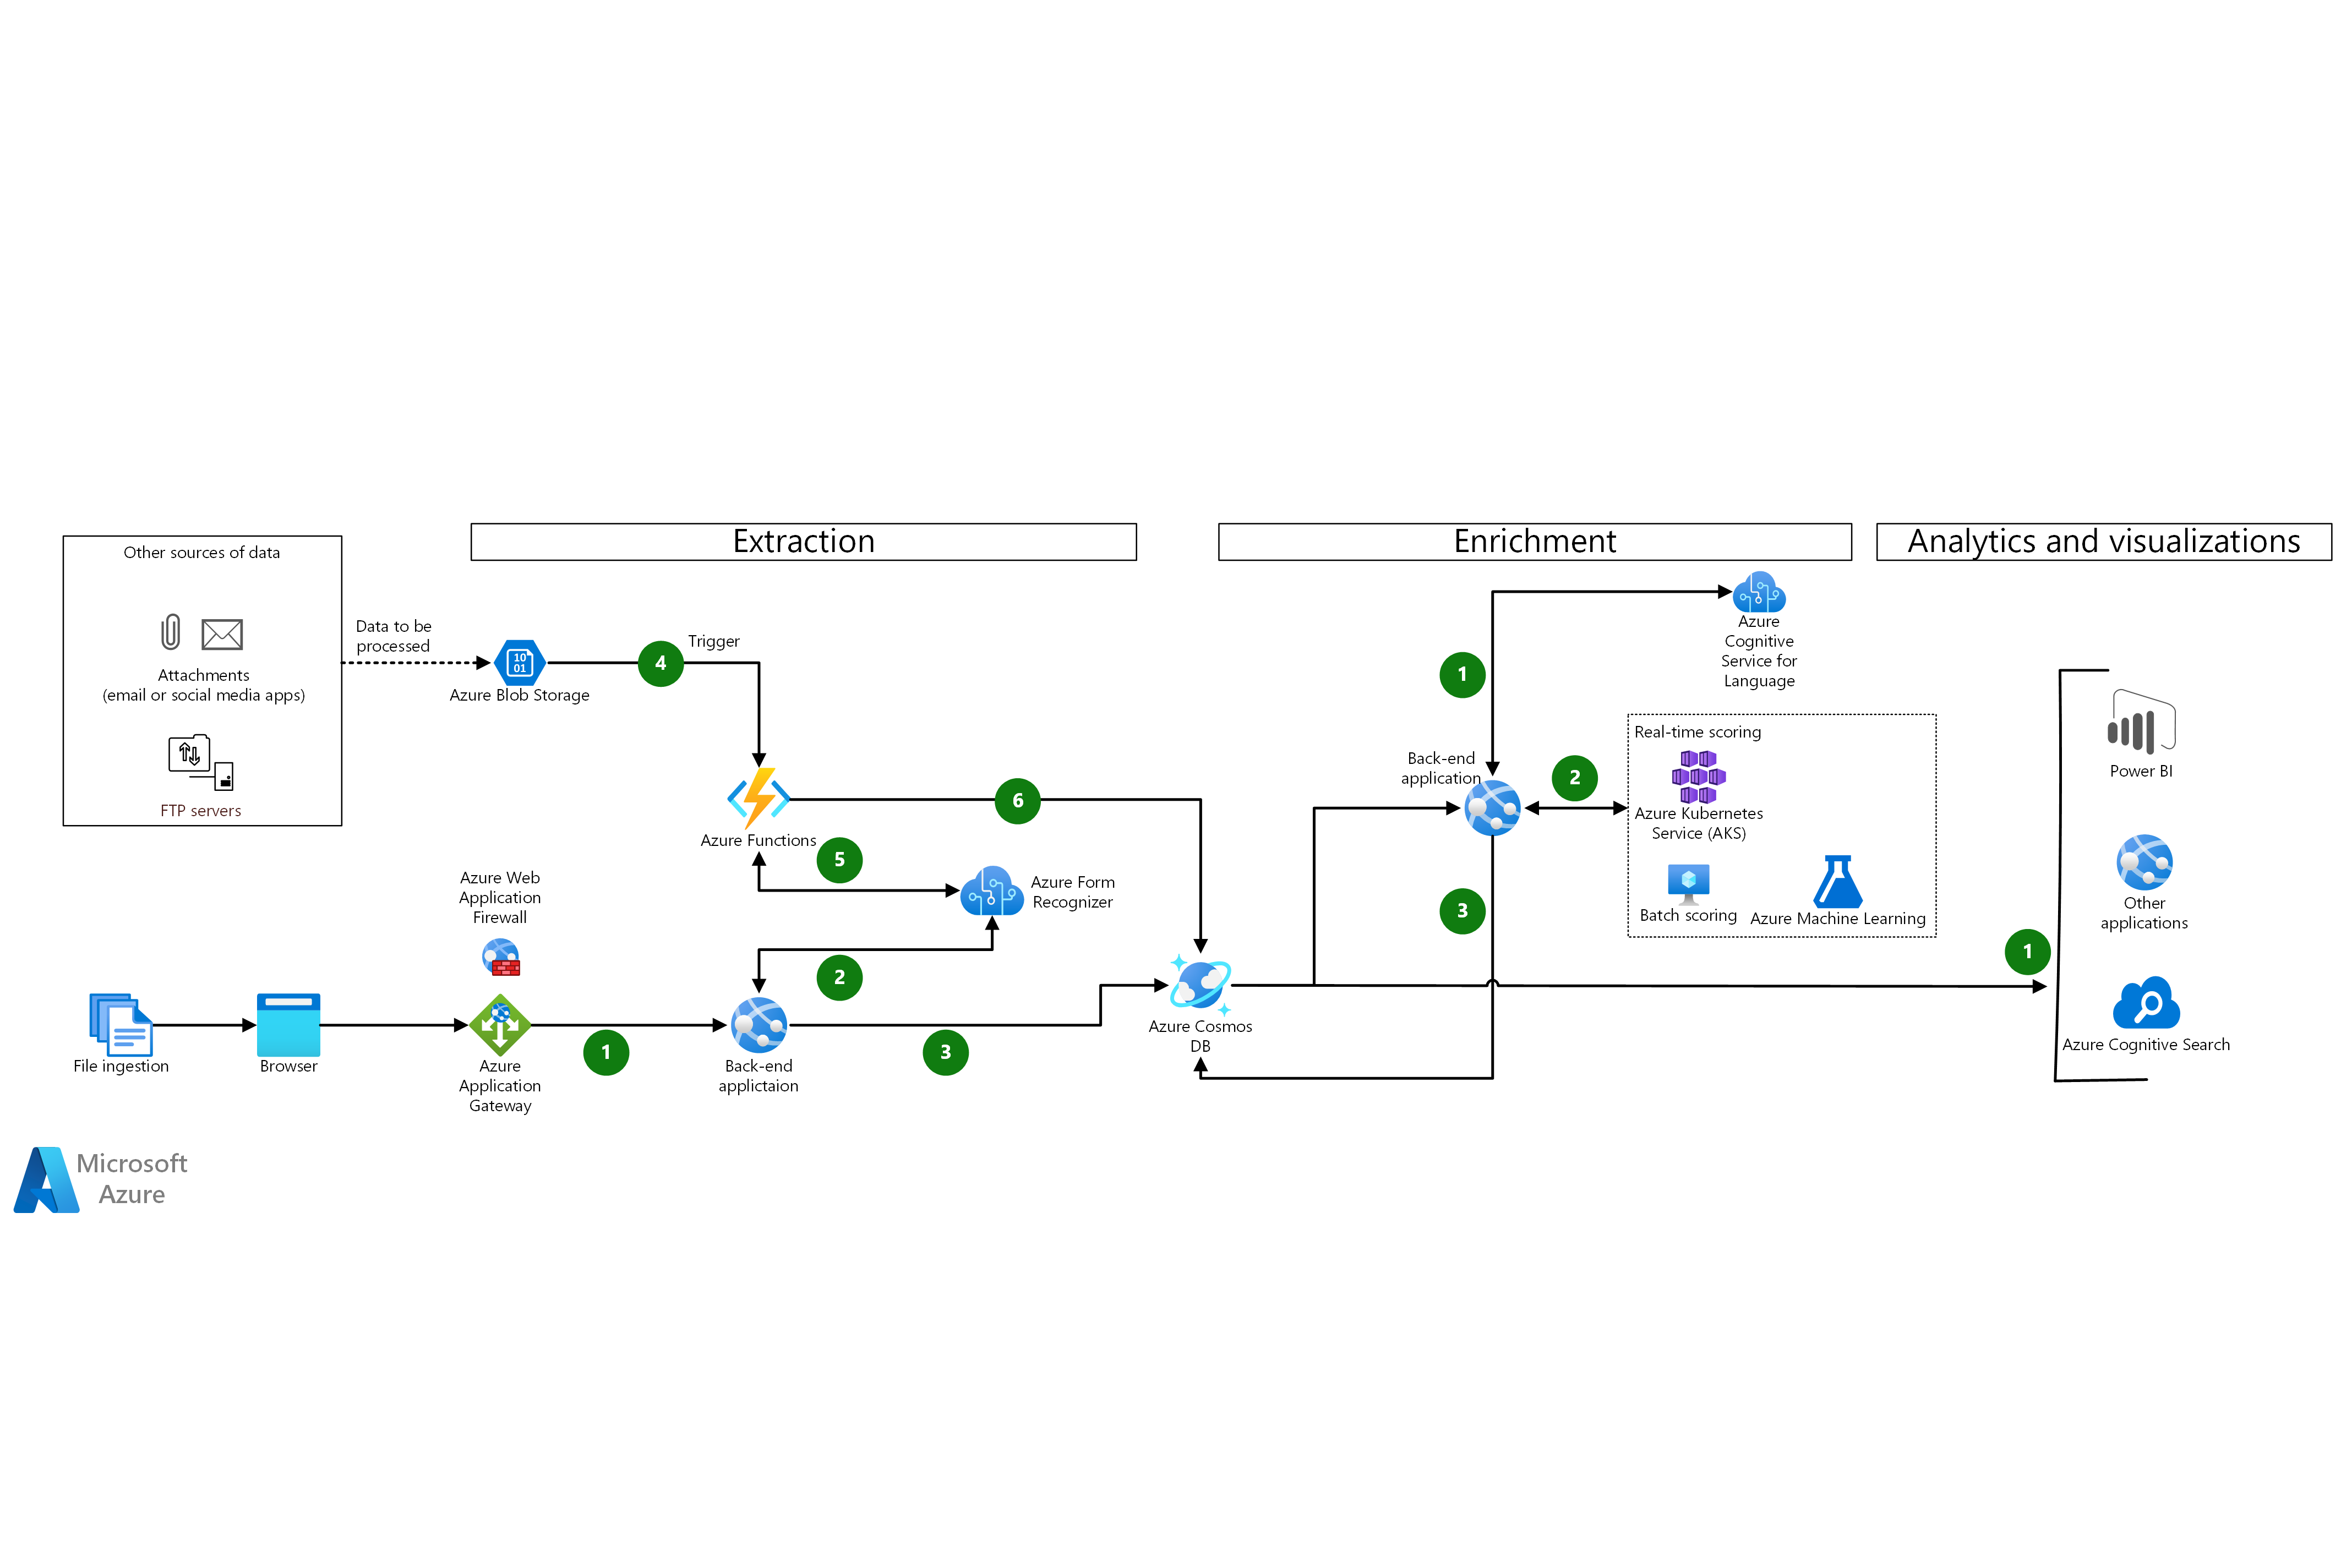 Extraction
Enrichment
Analytics and visualizations
Other sources of data
Attachments
(email or social media apps)
FTP servers
Data to be
processed
10
01
Azure Blob Storage
4
Trigger
Azure Functions
6
5
Azure Form
Recognizer
2
Azure Web
Application
Firewall
File ingestion
Browser
Azure
Application
Gateway
1
Back-end
applictaion
3
Azure Cosmos
DB
1
Azure
Cognitive
Service for
Language
Back-end
application
2
3
Real-time scoring
Azure Kubernetes
Service (AKS)
Batch scoring
Azure Machine Learning
1
Power BI
Other
applications
Azure Cognitive Search
Microsoft
Azure